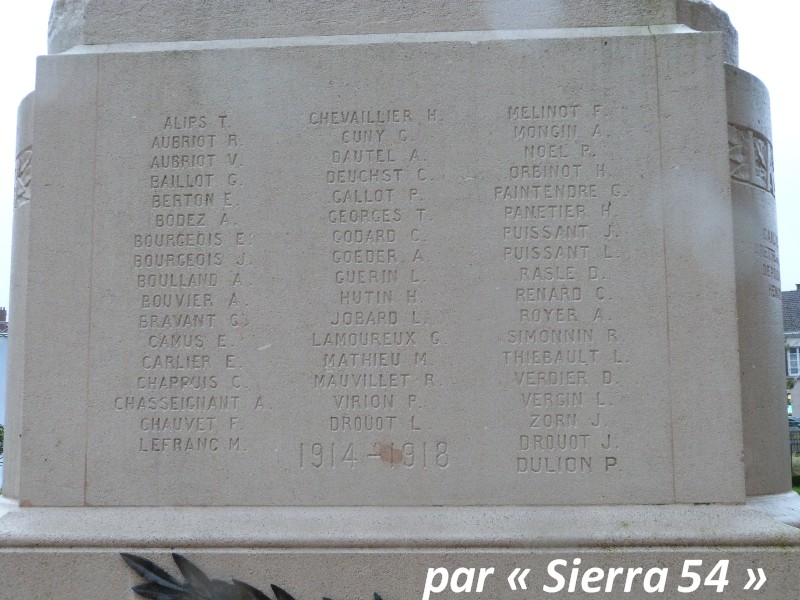 ALIPS T.
AUBRIOT R.
AUBRIOT V.
BAILLOT G.
BERTON E.
BODEZ A.
BOURGEOIS E.
BOURGEOIS J.
BOULLAND A.
BOUVIER A.
BRAVANT G.
CAMUS E.
CARLIER E.
CHAPPUIS C.
CHASSEIGNANT A.
CHAUVET F.
LEFRANC M.
CHEVAILLIER H.
CUNY G.
DAUTEL A.
DEUCHST C.
GALLOT P.
GEORGES T.
GODARD C.
GOEDER A.
GUERIN L.
HUTIN H.
JOBARD L.
LAMOUREUX G.
MATHIEU M.
MAUVILLET R.
VIRION P.
DROUOT L.
1914-1918
MELINOT F.
MONGIN A.
NOEL P.
ORBINOT H.
PAINTENDRE G.
PANETIER H.
PUISSANT J.
PUISSANT L.
RASLE D.
RENARD C.
ROYER A.
SIMONNIN R.
THIEBAULT L.
VERDIER D.
VERGIN L.
ZORN J.
DROUOT J.
DULION P.
par « Sierra 54 »